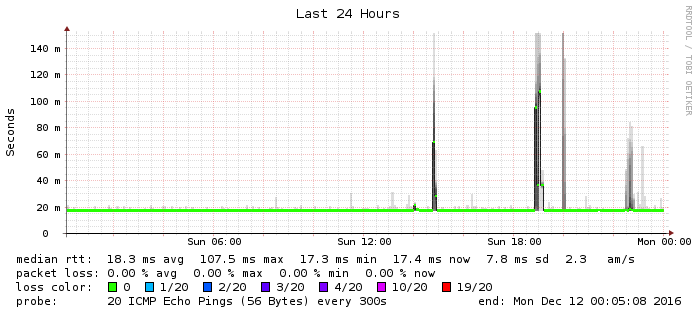 Last 24 Hours
RRDTOOL / TOBI OETIKER
Seconds
140 m
120 m
100 m
80 m
60 m
40 m
20 m
0
Sun 06:00 Sun 12:00 Sun 18:00 Mon 00:00
median rtt: 18.3 ms avg 107.5 ms max 17.3 ms min 17.4 ms now 7.8 ms sd 2.3 am/s
packet loss: 0.00 % avg 0.00 % max 0.00 % min 0.00 % now
loss color: 0 1/20 2/20 3/20 4/20 10/20 19/20
probe: 20 ICMP Echo Pings (56 Bytes) every 300s end: Mon Dec 12 00:05:08 2016